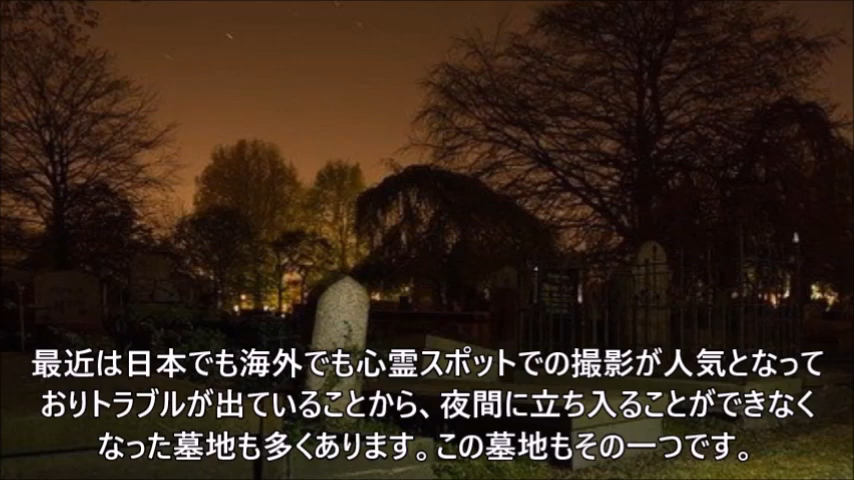 最近は日本でも海外でも心霊スポットでの撮影が人気となって
おりトラブルが出ていることから、夜間に立ち入ることができなく
なった墓地も多くあります。この墓地もその一つです。